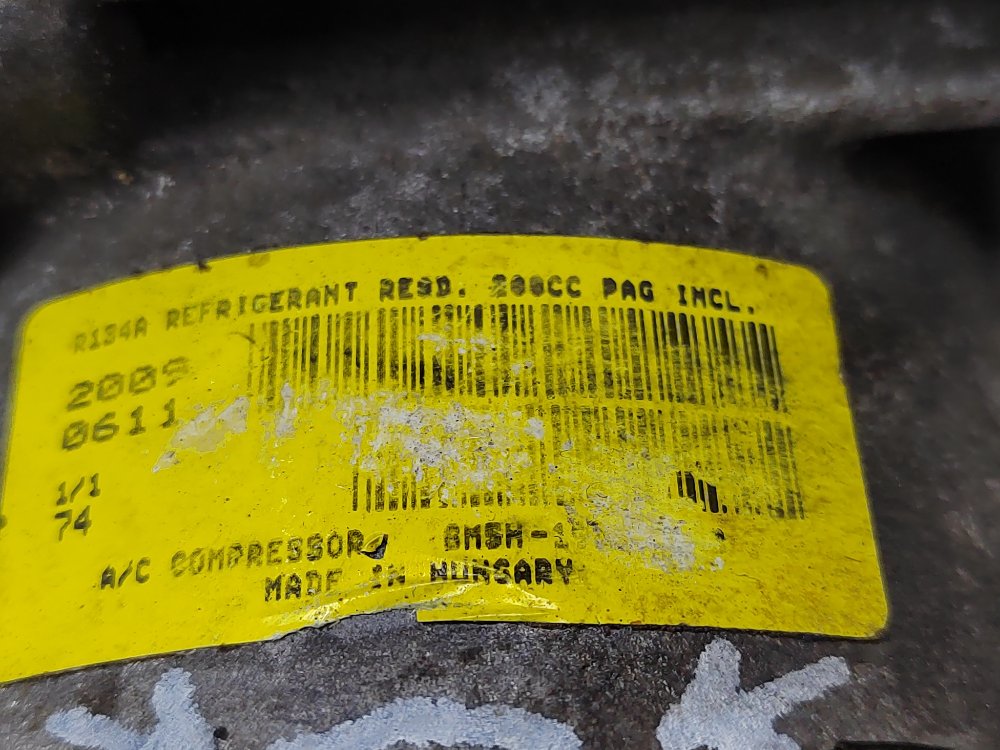 R134A REFRIGERANT REQD. 200CC PAG INCL.
2009
0611
1/1
74
A/C COMPRESSOR
MADE IN HUNGARY